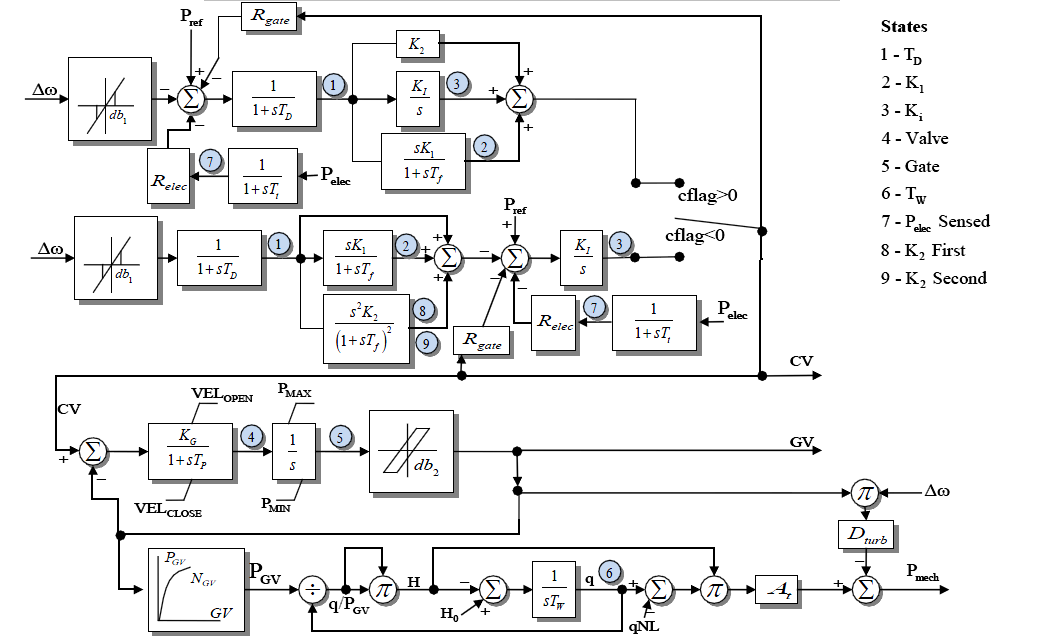 P_ref
R_gate
States
Δω
db_1
− + −
Σ
1 / (1+sT_D)
1
K_2
K_I / s
3
sK_1 / (1+sT_f)
2
+ + +
Σ
1 - T_D
2 - K_1
3 - K_i
4 - Valve
5 - Gate
6 - T_W
7 - P_elec Sensed
8 - K_2 First
9 - K_2 Second
−
R_elec
7
1 / (1+sT_t)
P_elec
cflag>0
cflag<0
Δω
db_1
1 / (1+sT_D)
1
sK_1 / (1+sT_f)
2
s^2K_2 / (1+sT_f)^2
8
9
+ + +
Σ
P_ref
− + − −
Σ
K_I / s
3
R_gate
R_elec
7
1 / (1+sT_t)
P_elec
CV
CV
+ −
Σ
VEL_OPEN
K_G / (1+sT_P)
VEL_CLOSE
4
P_MAX
1 / s
P_MIN
5
db_2
GV
π
Δω
D_turb
P_GV
N_GV
GV
P_GV
÷
q/P_GV
π
H
− +
Σ
H_0
1 / sT_W
q
6
+ −
Σ
qNL
π
A_t
+ −
Σ
P_mech